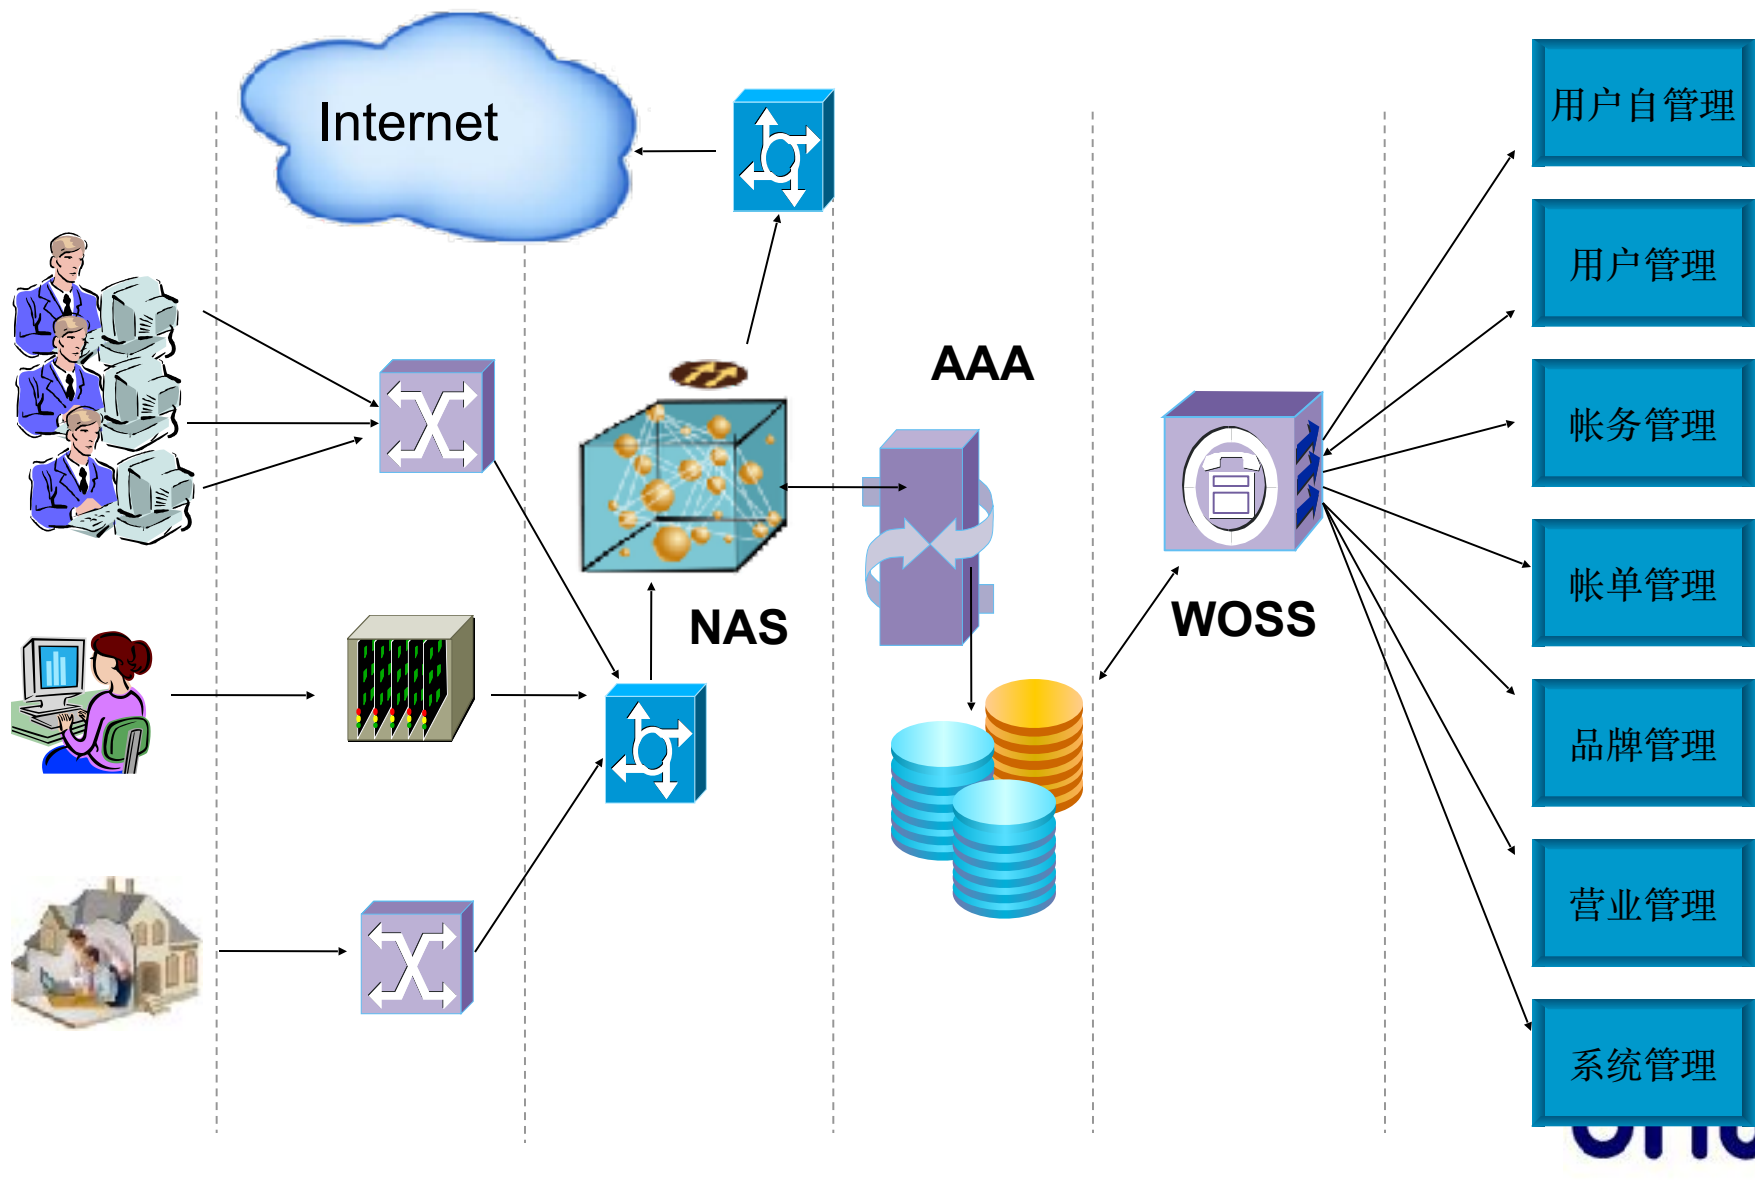 Internet
用户自管理
用户管理
AAA
帐务管理
帐单管理
NAS
WOSS
品牌管理
营业管理
系统管理